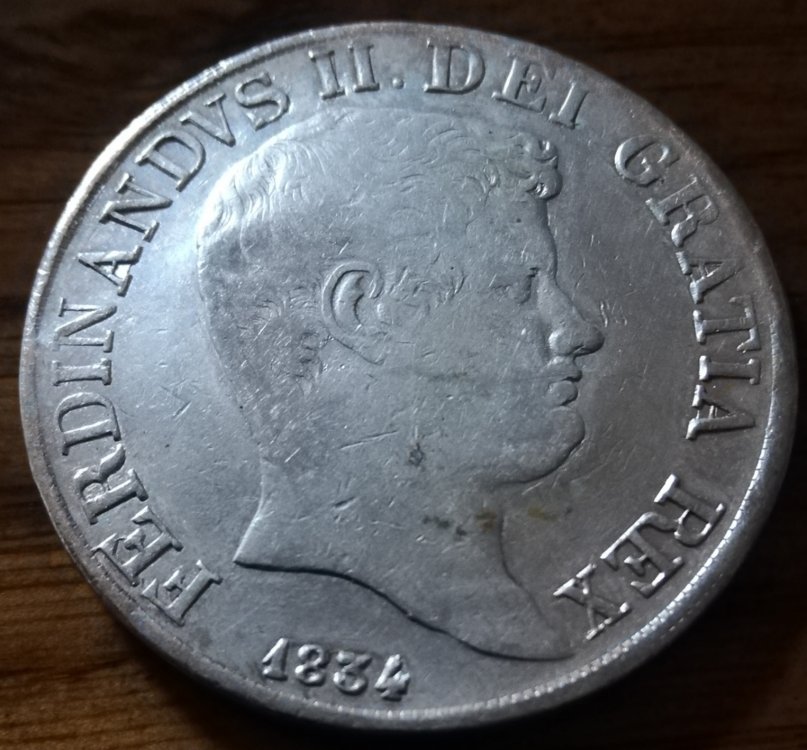 FERDINANDVS II. DEI GRATIA REX
1834